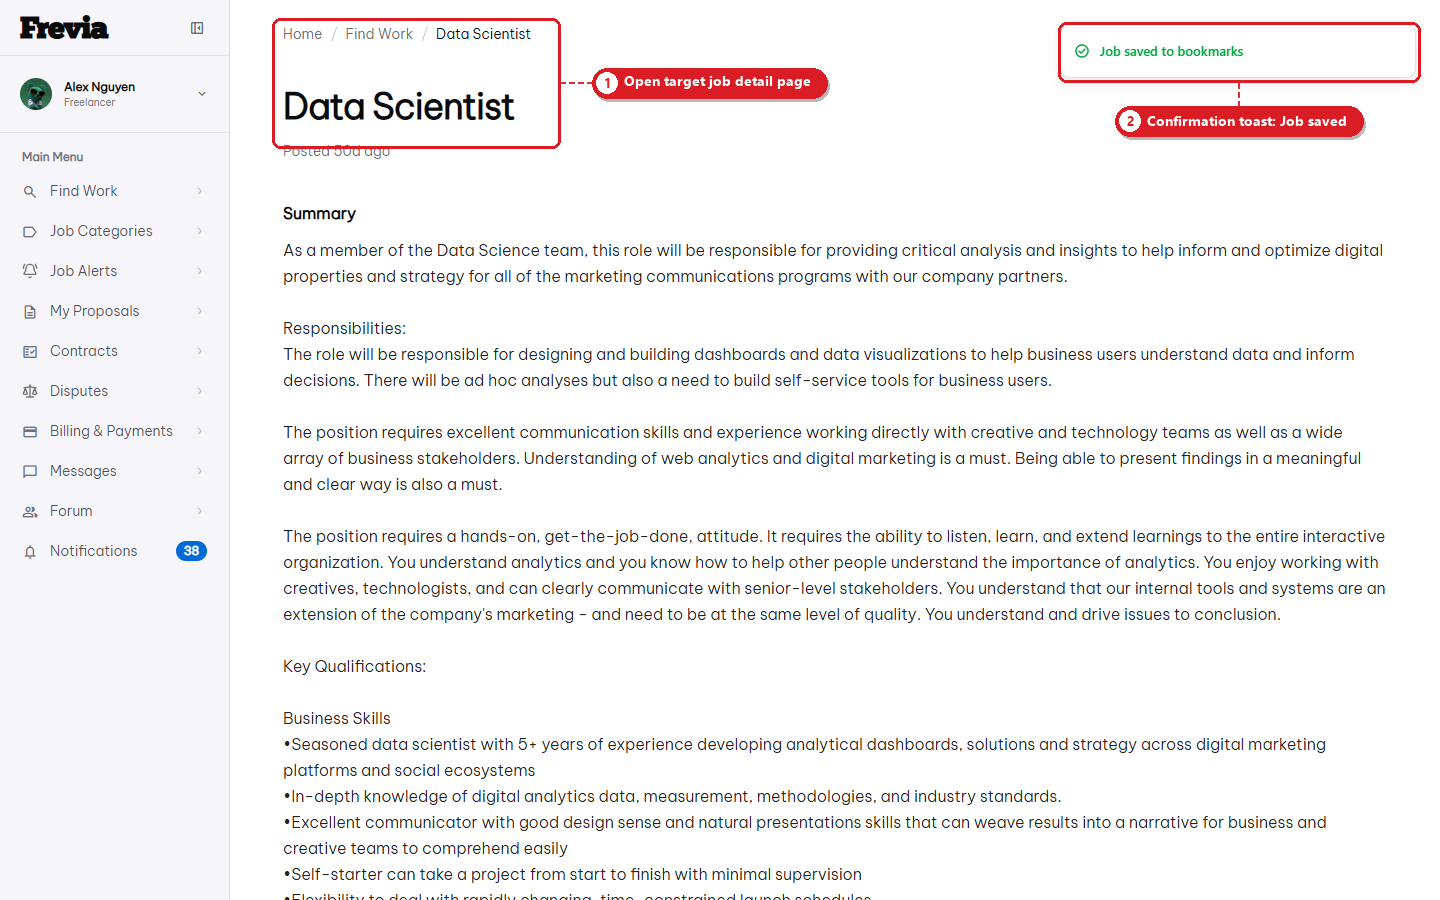 Frevia
Alex Nguyen
Freelancer
Main Menu
Find Work
Job Categories
Job Alerts
My Proposals
Contracts
Disputes
Billing & Payments
Messages
Forum
Notifications 38
Home / Find Work / Data Scientist
Data Scientist
Posted 50d ago
1 Open target job detail page
Job saved to bookmarks
2 Confirmation toast: Job saved
Summary
As a member of the Data Science team, this role will be responsible for providing critical analysis and insights to help inform and optimize digital
properties and strategy for all of the marketing communications programs with our company partners.
Responsibilities:
The role will be responsible for designing and building dashboards and data visualizations to help business users understand data and inform
decisions. There will be ad hoc analyses but also a need to build self-service tools for business users.
The position requires excellent communication skills and experience working directly with creative and technology teams as well as a wide
array of business stakeholders. Understanding of web analytics and digital marketing is a must. Being able to present findings in a meaningful
and clear way is also a must.
The position requires a hands-on, get-the-job-done, attitude. It requires the ability to listen, learn, and extend learnings to the entire interactive
organization. You understand analytics and you know how to help other people understand the importance of analytics. You enjoy working with
creatives, technologists, and can clearly communicate with senior-level stakeholders. You understand that our internal tools and systems are an
extension of the company's marketing - and need to be at the same level of quality. You understand and drive issues to conclusion.
Key Qualifications:
Business Skills
•Seasoned data scientist with 5+ years of experience developing analytical dashboards, solutions and strategy across digital marketing
platforms and social ecosystems
•In-depth knowledge of digital analytics data, measurement, methodologies, and industry standards.
•Excellent communicator with good design sense and natural presentations skills that can weave results into a narrative for business and
creative teams to comprehend easily
•Self-starter can take a project from start to finish with minimal supervision
•Flexibility to deal with rapidly changing, time-constrained launch schedules